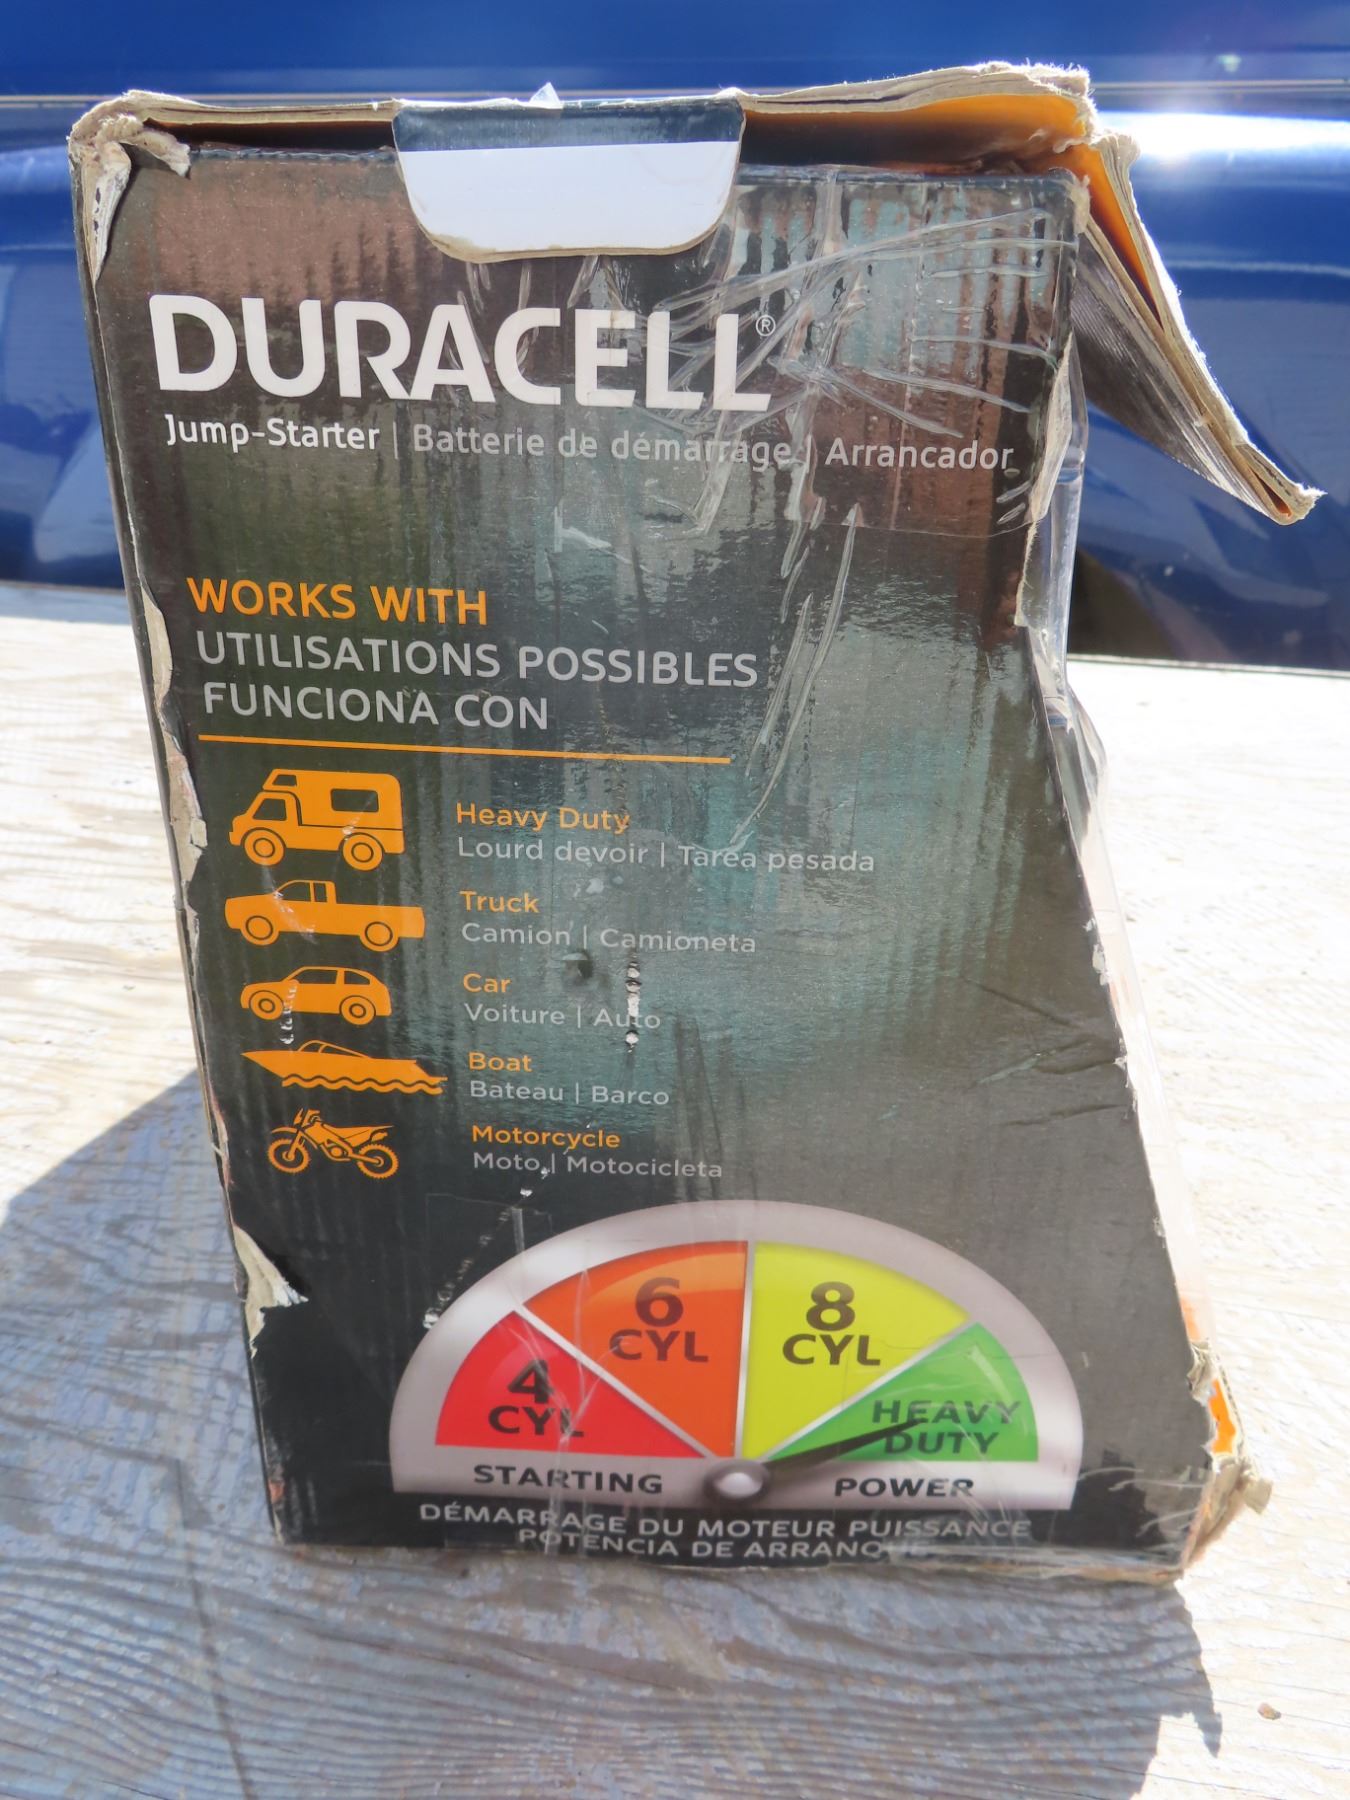 DURACELL®
Jump-Starter | Batterie de démarrage | Arrancador
WORKS WITH
UTILISATIONS POSSIBLES
FUNCIONA CON
Heavy Duty
Lourd devoir | Tarea pesada
Truck
Camion | Camioneta
Car
Voiture | Auto
Boat
Bateau | Barco
Motorcycle
Moto | Motocicleta
4 CYL
6 CYL
8 CYL
HEAVY DUTY
STARTING POWER
DÉMARRAGE DU MOTEUR PUISSANCE
POTENCIA DE ARRANQUE